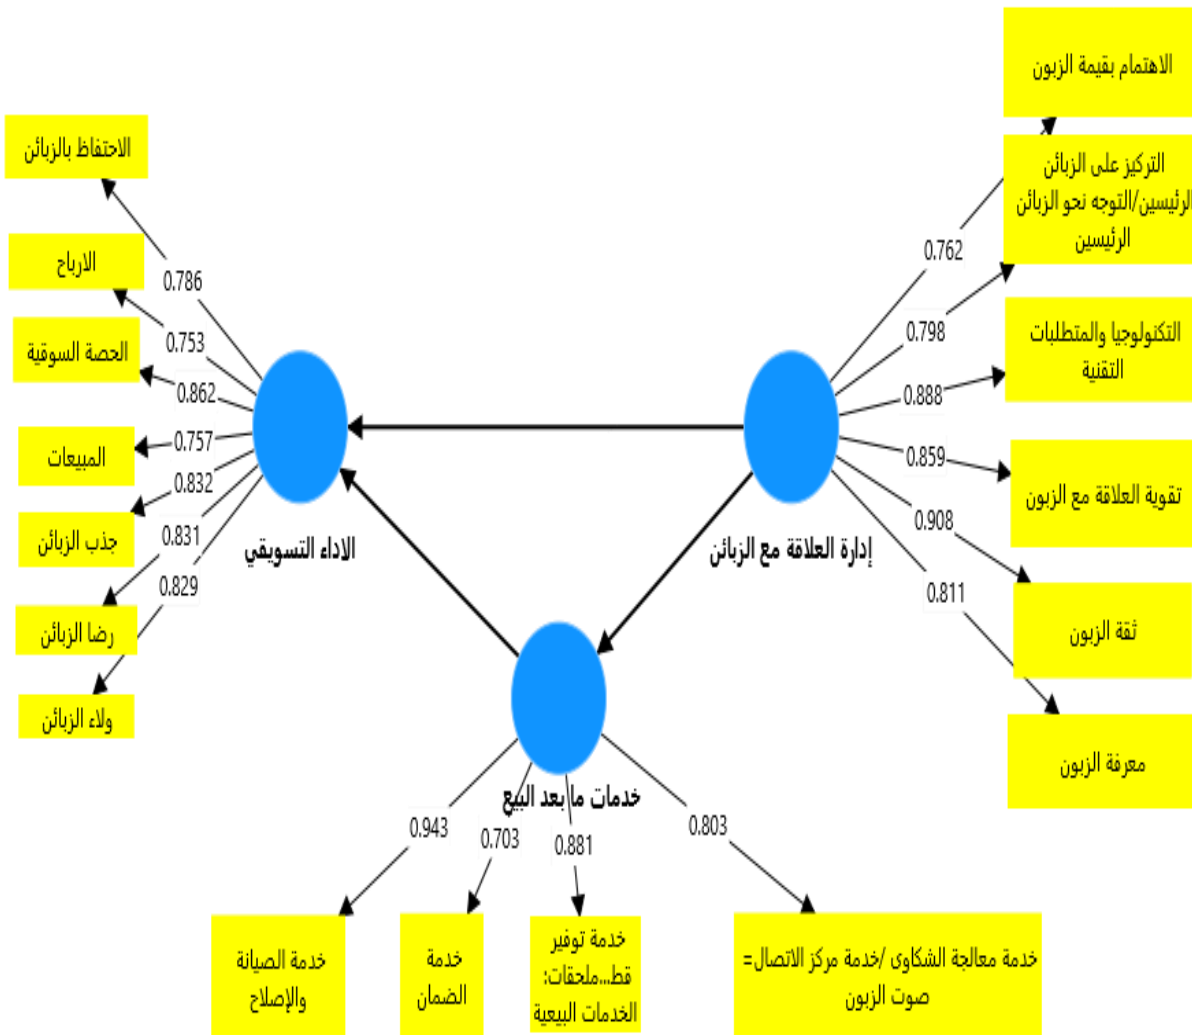 الاهتمام بقيمة الزبون
التركيز على الزبائن
الرئيسين/التوجه نحو الزبائن
الرئيسين
التكنولوجيا والمتطلبات
التقنية
تقوية العلاقة مع الزبون
ثقة الزبون
معرفة الزبون
0.762
0.798
0.888
0.859
0.908
0.811
إدارة العلاقة مع الزبائن
الاحتفاظ بالزبائن
الارباح
الحصة السوقية
المبيعات
جذب الزبائن
رضا الزبائن
ولاء الزبائن
0.786
0.753
0.862
0.757
0.832
0.831
0.829
الاداء التسويقي
خدمات ما بعد البيع
0.803
0.881
0.703
0.943
خدمة معالجة الشكاوى /خدمة مركز الاتصال=
صوت الزبون
خدمة توفير
قط...ملحقات:
الخدمات البيعية
خدمة
الضمان
خدمة الصيانة
والإصلاح